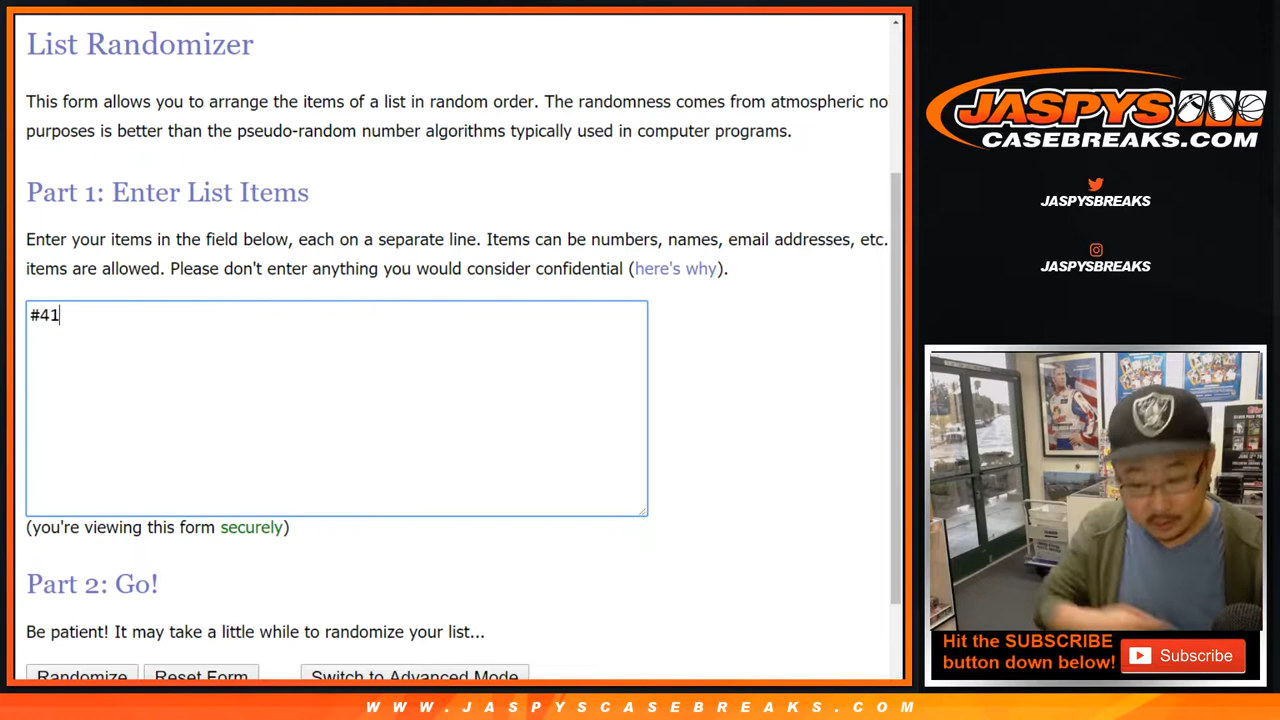 List Randomizer
This form allows you to arrange the items of a list in random order. The randomness comes from atmospheric no
purposes is better than the pseudo-random number algorithms typically used in computer programs.
Part 1: Enter List Items
Enter your items in the field below, each on a separate line. Items can be numbers, names, email addresses, etc.
items are allowed. Please don't enter anything you would consider confidential (here's why).
#41
(you're viewing this form securely)
Part 2: Go!
Be patient! It may take a little while to randomize your list...
Randomize Reset Form Switch to Advanced Mode
JASPYS
CASEBREAKS.COM
JASPYSBREAKS
JASPYSBREAKS
Hit the SUBSCRIBE
button down below!
Subscribe
WWW.JASPYSCASEBREAKS.COM